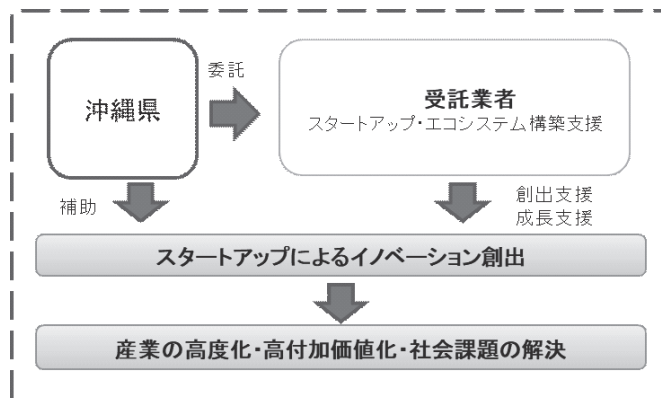 沖縄県
委託
受託業者
スタートアップ・エコシステム構築支援
補助
創出支援
成長支援
スタートアップによるイノベーション創出
産業の高度化・高付加価値化・社会課題の解決